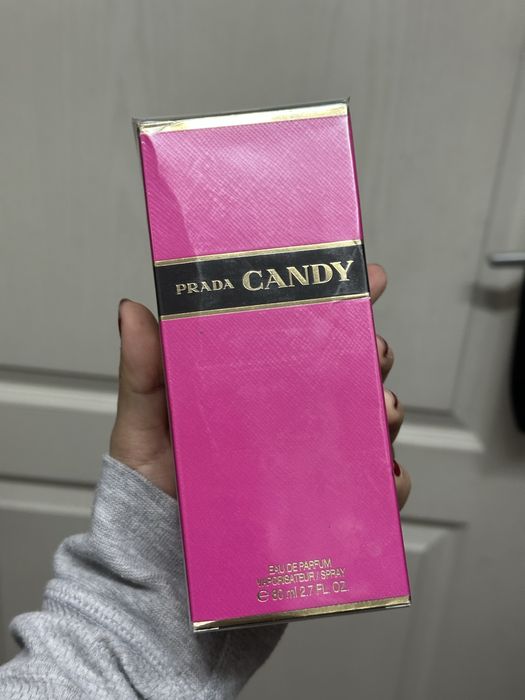 PRADA CANDY
EAU DE PARFUM
VAPORISATEUR / SPRAY
℮ 80 ml 2.7 FL. OZ.